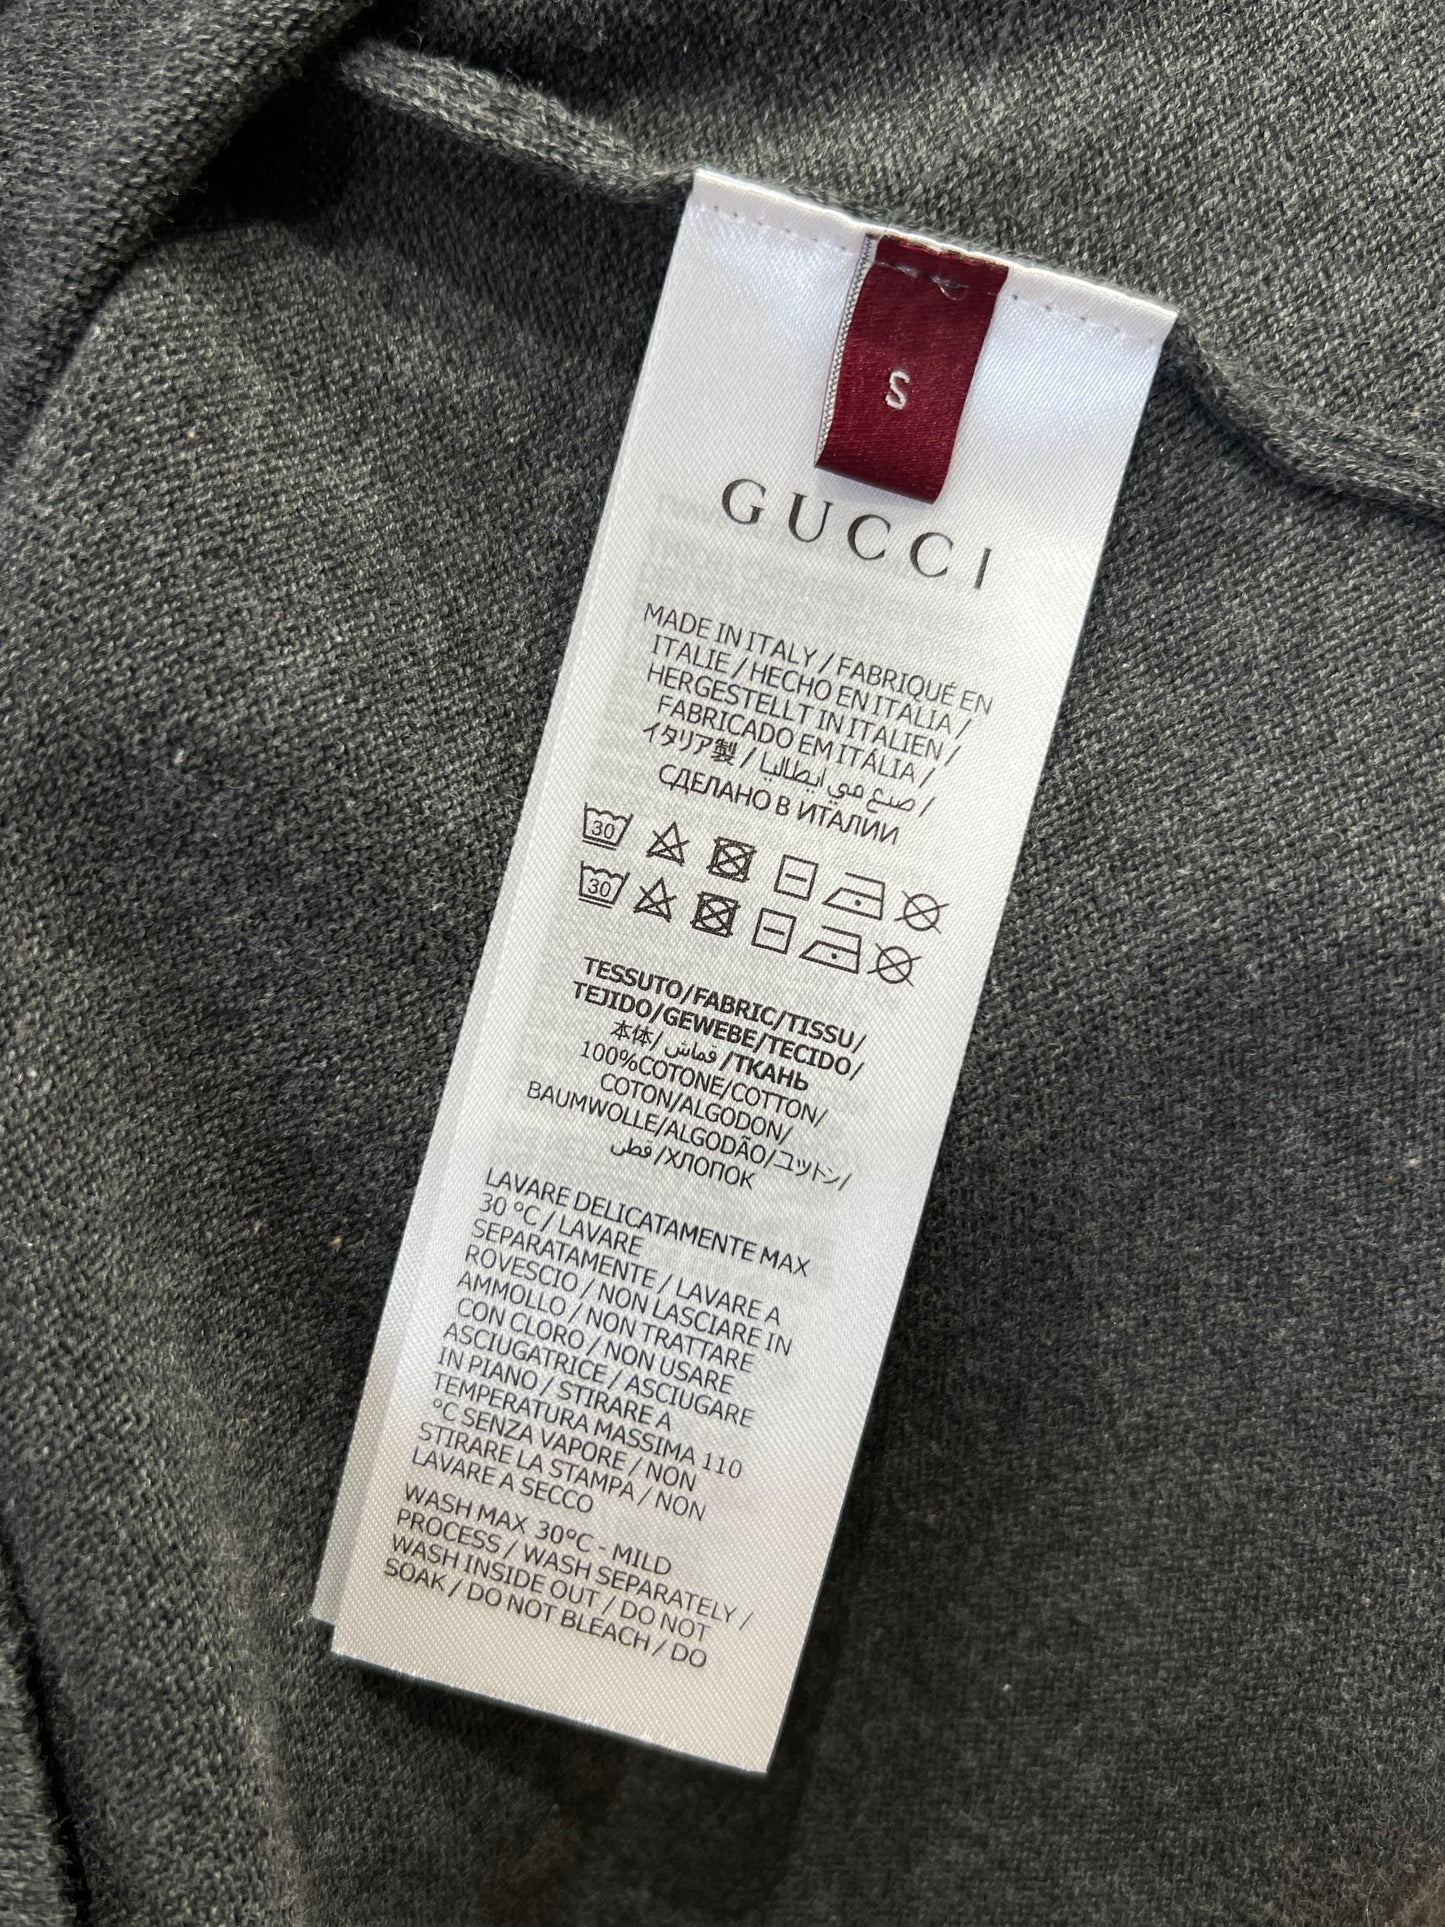 S
GUCCI
MADE IN ITALY / FABRIQUÉ EN
ITALIE / HECHO EN ITALIA /
HERGESTELLT IN ITALIEN /
FABRICADO EM ITÁLIA /
イタリア製 / صنع في ايطاليا /
СДЕЛАНО В ИТАЛИИ
30
30
TESSUTO/FABRIC/TISSU/
TEJIDO/GEWEBE/TECIDO/
本体/قماش/ТКАНЬ
100%COTONE/COTTON/
COTON/ALGODON/
BAUMWOLLE/ALGODÃO/コットン/
قطن/ХЛОПОК
LAVARE DELICATAMENTE MAX
30 °C / LAVARE
SEPARATAMENTE / LAVARE A
ROVESCIO / NON LASCIARE IN
AMMOLLO / NON TRATTARE
CON CLORO / NON USARE
ASCIUGATRICE / ASCIUGARE
IN PIANO / STIRARE A
TEMPERATURA MASSIMA 110
°C SENZA VAPORE / NON
STIRARE LA STAMPA / NON
LAVARE A SECCO
WASH MAX 30°C - MILD
PROCESS / WASH SEPARATELY /
WASH INSIDE OUT / DO NOT
SOAK / DO NOT BLEACH / DO